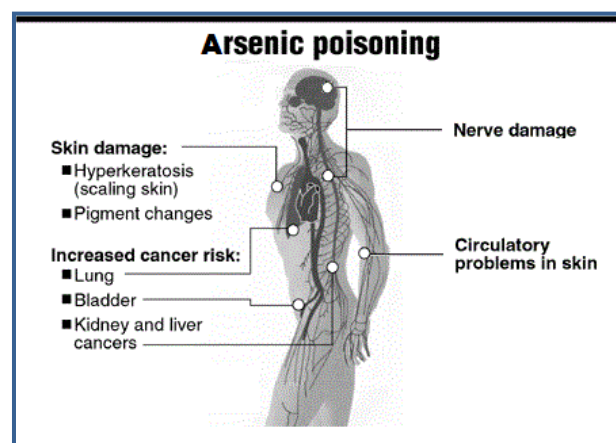 Arsenic poisoning
Skin damage:
■ Hyperkeratosis
(scaling skin)
■ Pigment changes
Increased cancer risk:
■ Lung
■ Bladder
■ Kidney and liver
cancers
Nerve damage
Circulatory
problems in skin